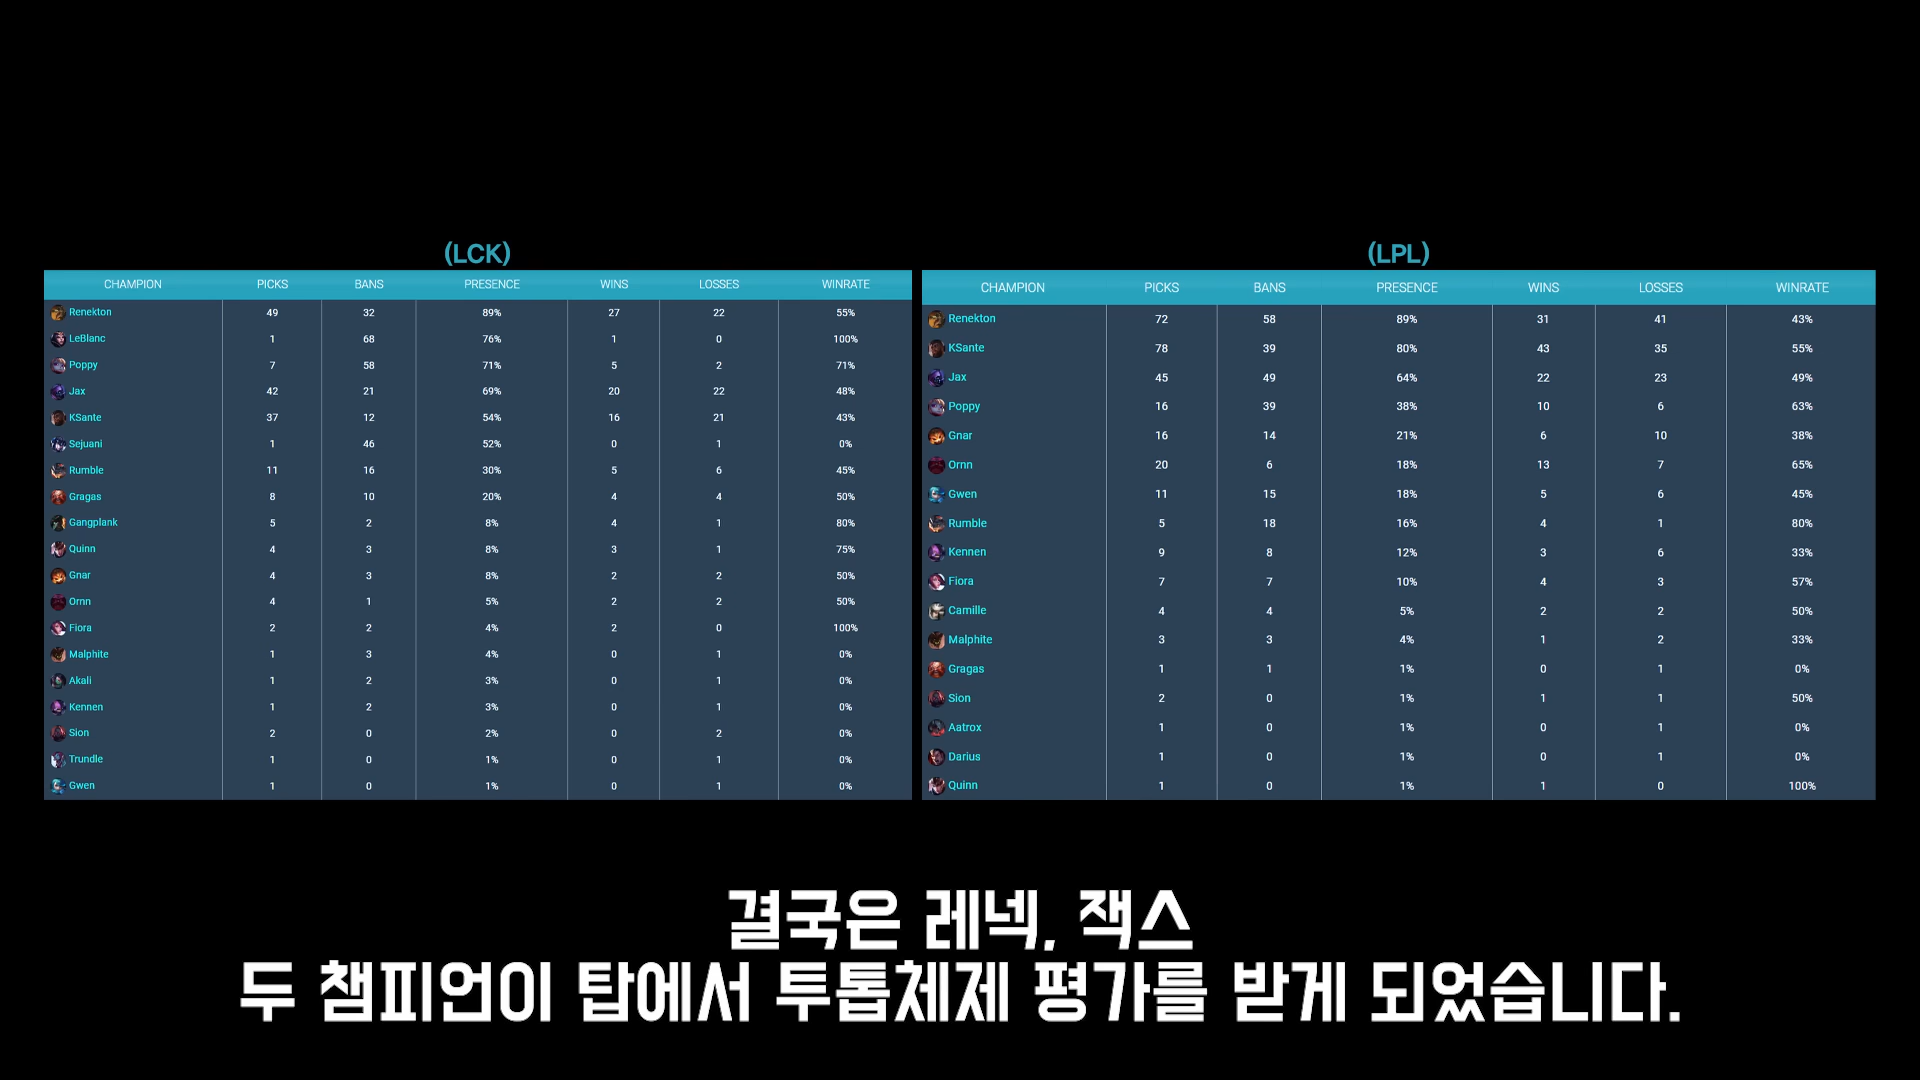 (LCK)
CHAMPION PICKS BANS PRESENCE WINS LOSSES WINRATE
Renekton 49 32 89% 27 22 55%
LeBlanc 1 68 76% 1 0 100%
Poppy 7 58 71% 5 2 71%
Jax 42 21 69% 20 22 48%
KSante 37 12 54% 16 21 43%
Sejuani 1 46 52% 0 1 0%
Rumble 11 16 30% 5 6 45%
Gragas 8 10 20% 4 4 50%
Gangplank 5 2 8% 4 1 80%
Quinn 4 3 8% 3 1 75%
Gnar 4 3 8% 2 2 50%
Ornn 4 1 5% 2 2 50%
Fiora 2 2 4% 2 0 100%
Malphite 1 3 4% 0 1 0%
Akali 1 2 3% 0 1 0%
Kennen 1 2 3% 0 1 0%
Sion 2 0 2% 0 2 0%
Trundle 1 0 1% 0 1 0%
Gwen 1 0 1% 0 1 0%
(LPL)
CHAMPION PICKS BANS PRESENCE WINS LOSSES WINRATE
Renekton 72 58 89% 31 41 43%
KSante 78 39 80% 43 35 55%
Jax 45 49 64% 22 23 49%
Poppy 16 39 38% 10 6 63%
Gnar 16 14 21% 6 10 38%
Ornn 20 6 18% 13 7 65%
Gwen 11 15 18% 5 6 45%
Rumble 5 18 16% 4 1 80%
Kennen 9 8 12% 3 6 33%
Fiora 7 7 10% 4 3 57%
Camille 4 4 5% 2 2 50%
Malphite 3 3 4% 1 2 33%
Gragas 1 1 1% 0 1 0%
Sion 2 0 1% 1 1 50%
Aatrox 1 0 1% 0 1 0%
Darius 1 0 1% 0 1 0%
Quinn 1 0 1% 1 0 100%
결국은 레넥, 잭스
두 챔피언이 탑에서 투톱체제 평가를 받게 되었습니다.